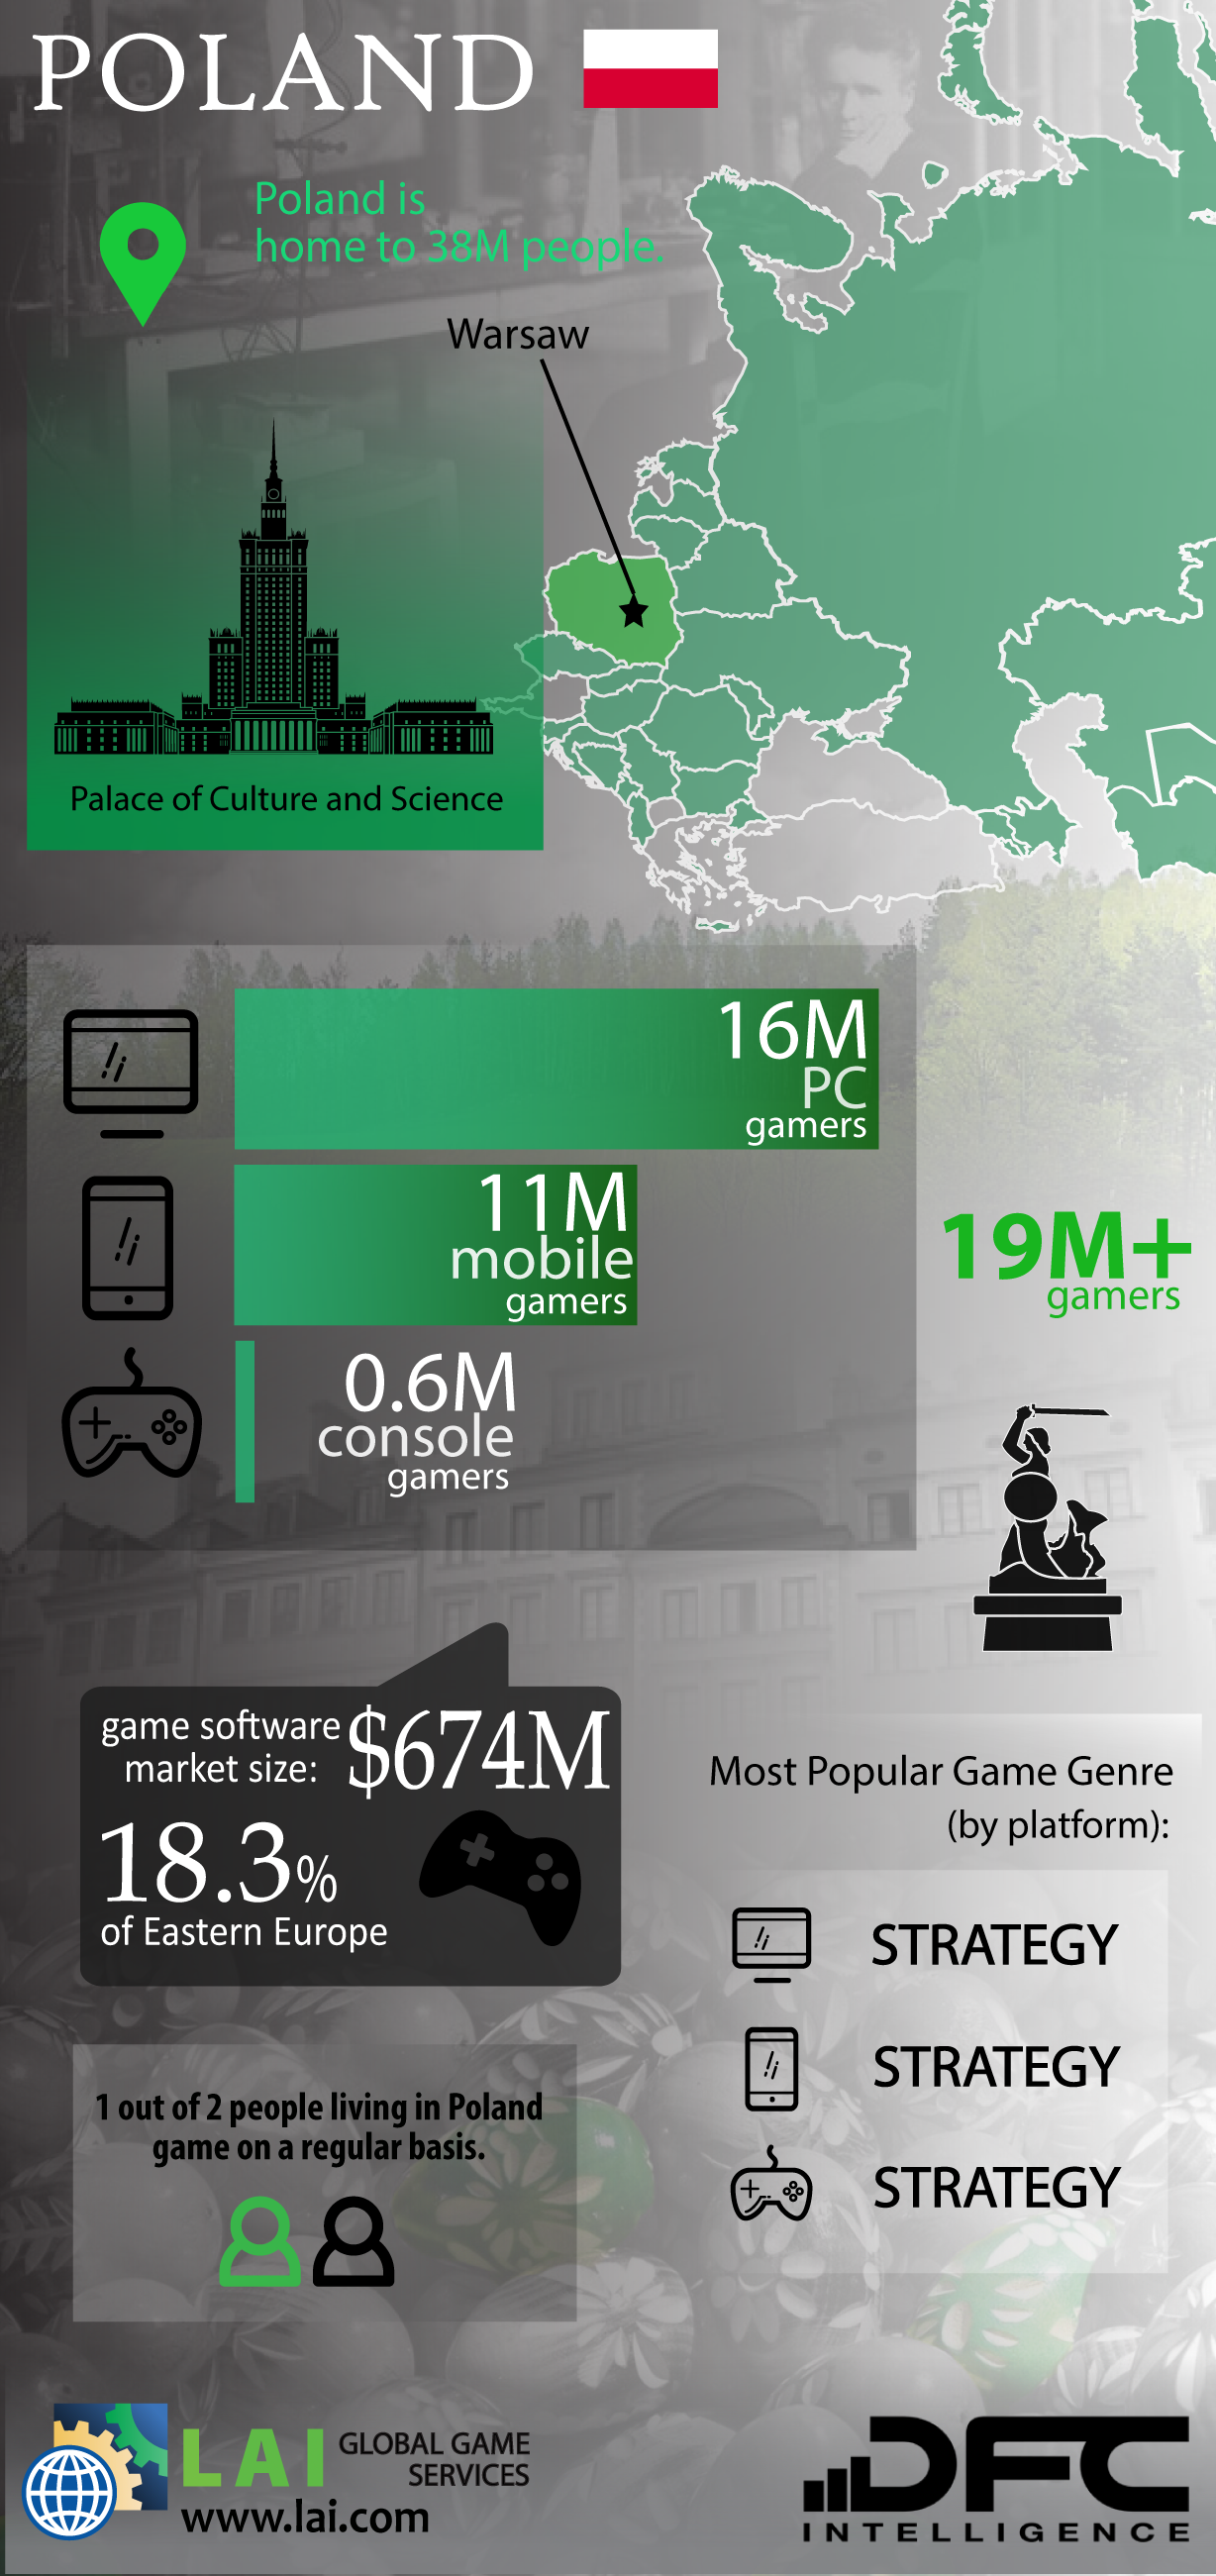 POLAND
Poland is
home to 38M people.
Warsaw
Palace of Culture and Science
16M
PC
gamers
11M
mobile
gamers
0.6M
console
gamers
19M+
gamers
game software
market size:
$674M
18.3%
of Eastern Europe
Most Popular Game Genre
(by platform):
STRATEGY
STRATEGY
STRATEGY
1 out of 2 people living in Poland
game on a regular basis.
LAI
GLOBAL GAME
SERVICES
www.lai.com
DFC
INTELLIGENCE